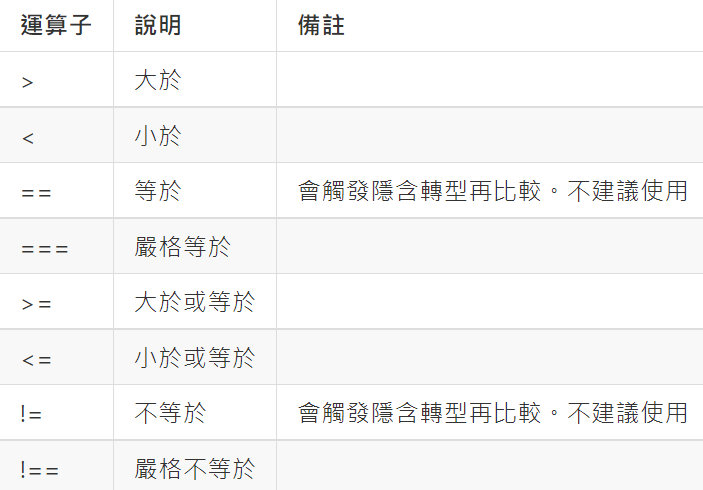 運算子 說明 備註
> 大於
< 小於
== 等於 會觸發隱含轉型再比較。不建議使用
=== 嚴格等於
>= 大於或等於
<= 小於或等於
!= 不等於 會觸發隱含轉型再比較。不建議使用
!== 嚴格不等於